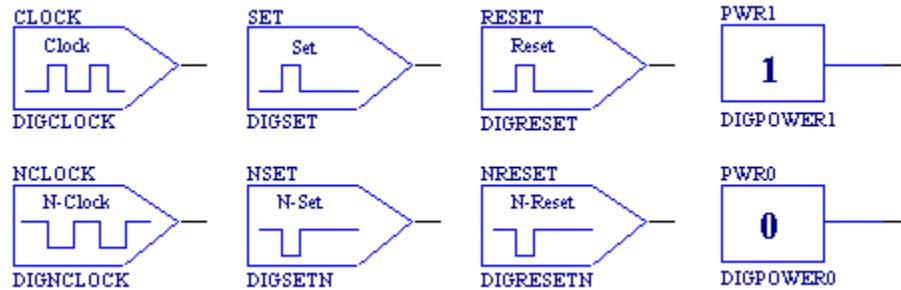 CLOCK
Clock
DIGCLOCK
SET
Set
DIGSET
RESET
Reset
DIGRESET
PWR1
1
DIGPOWER1
NCLOCK
N-Clock
DIGNCLOCK
NSET
N-Set
DIGSETN
NRESET
N-Reset
DIGRESETN
PWR0
0
DIGPOWER0